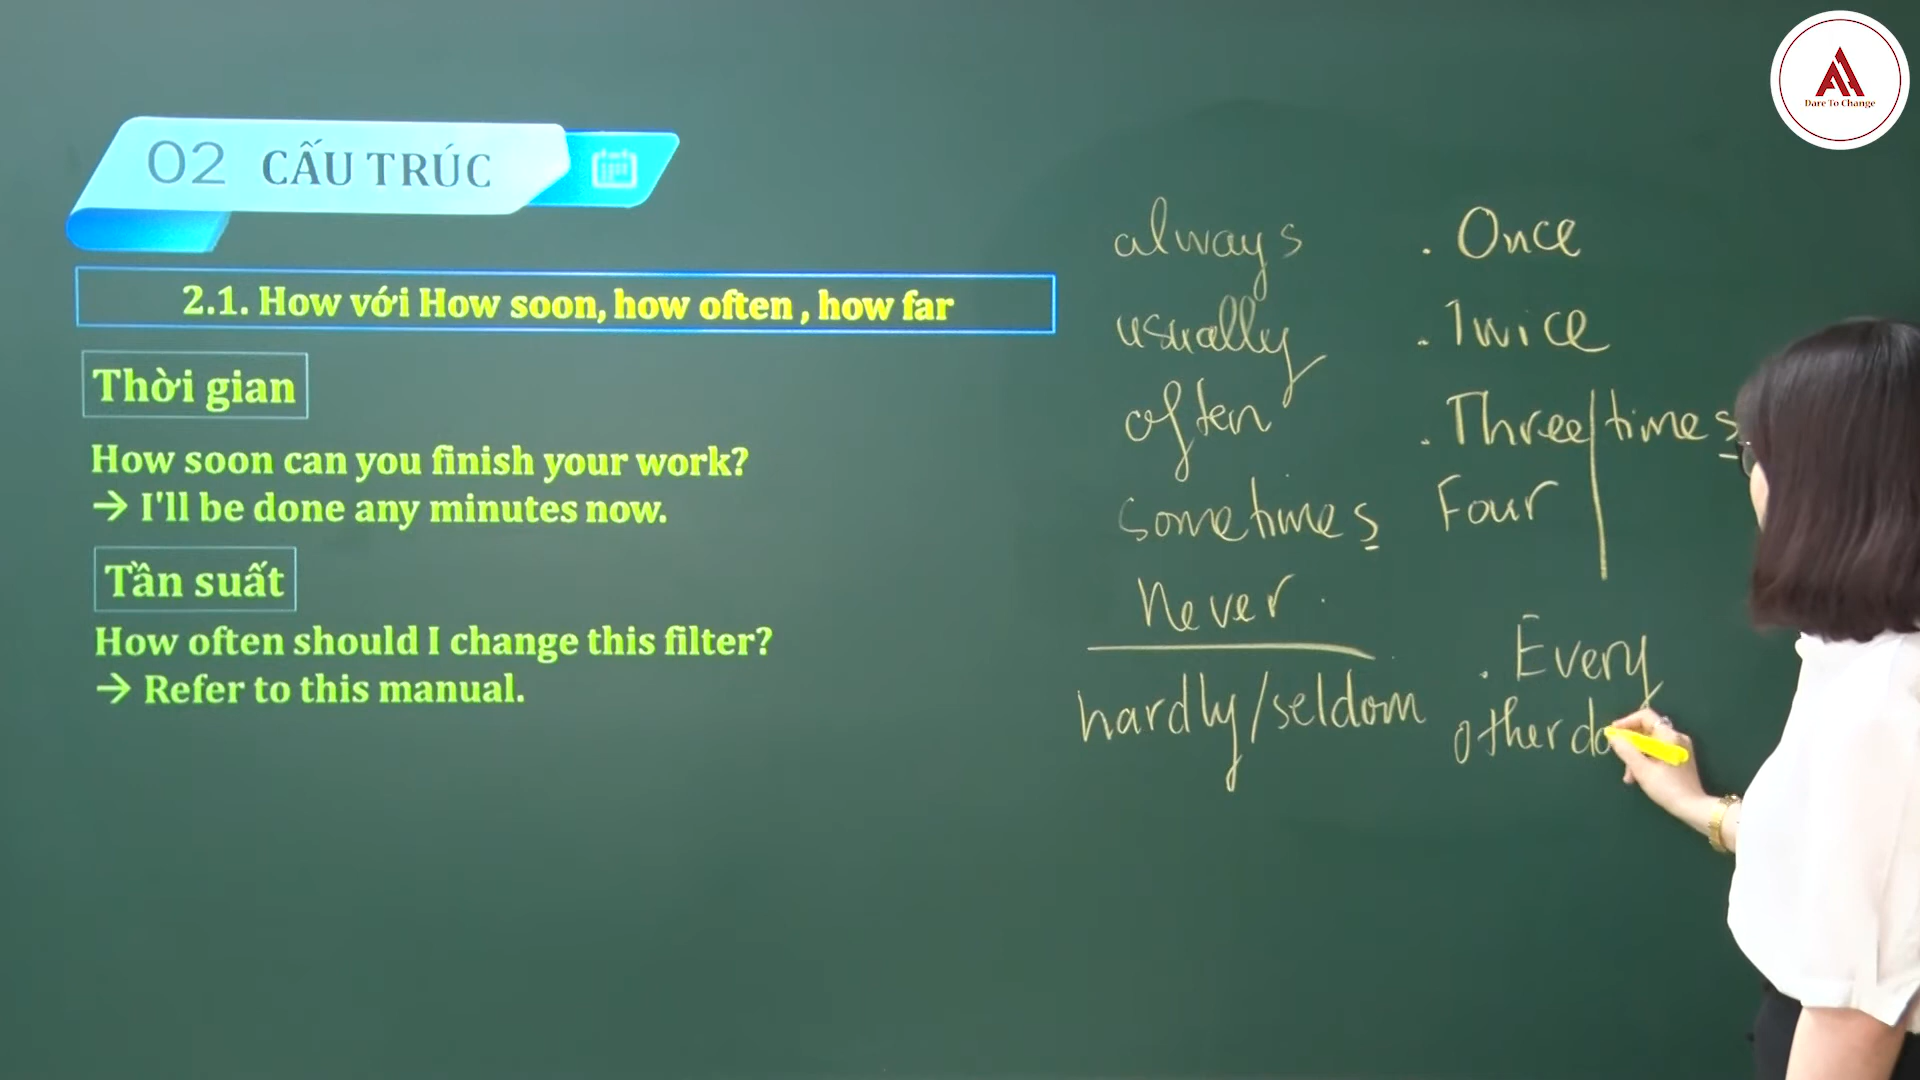 Dare To Change
02 CẤU TRÚC
2.1. How với How soon, how often , how far
Thời gian
How soon can you finish your work?
→ I'll be done any minutes now.
Tần suất
How often should I change this filter?
→ Refer to this manual.
always
usually
often
sometimes
Never.
hardly/seldom
. Once
. Twice
. Three times
Four
. Every
other da